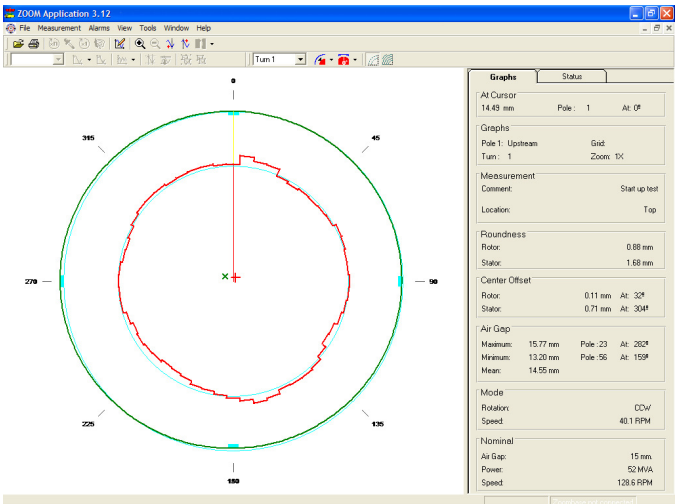 ZOOM Application 3.12
File Measurement Alarms View Tools Window Help
Turn 1
0
45
90
135
150
225
270
315
Graphs Status
At Cursor
14.49 mm Pole : 1 At: 0º
Graphs
Pole 1: Upstream Grid:
Turn : 1 Zoom: 1X
Measurement
Comment: Start up test
Location: Top
Roundness
Rotor: 0.88 mm
Stator: 1.68 mm
Center Offset
Rotor: 0.11 mm At: 32º
Stator: 0.71 mm At: 304º
Air Gap
Maximum: 15.77 mm Pole :23 At: 282º
Minimum: 13.20 mm Pole :56 At: 159º
Mean: 14.55 mm
Mode
Rotation: CCW
Speed: 40.1 RPM
Nominal
Air Gap: 15 mm
Power: 52 MVA
Speed: 128.6 RPM